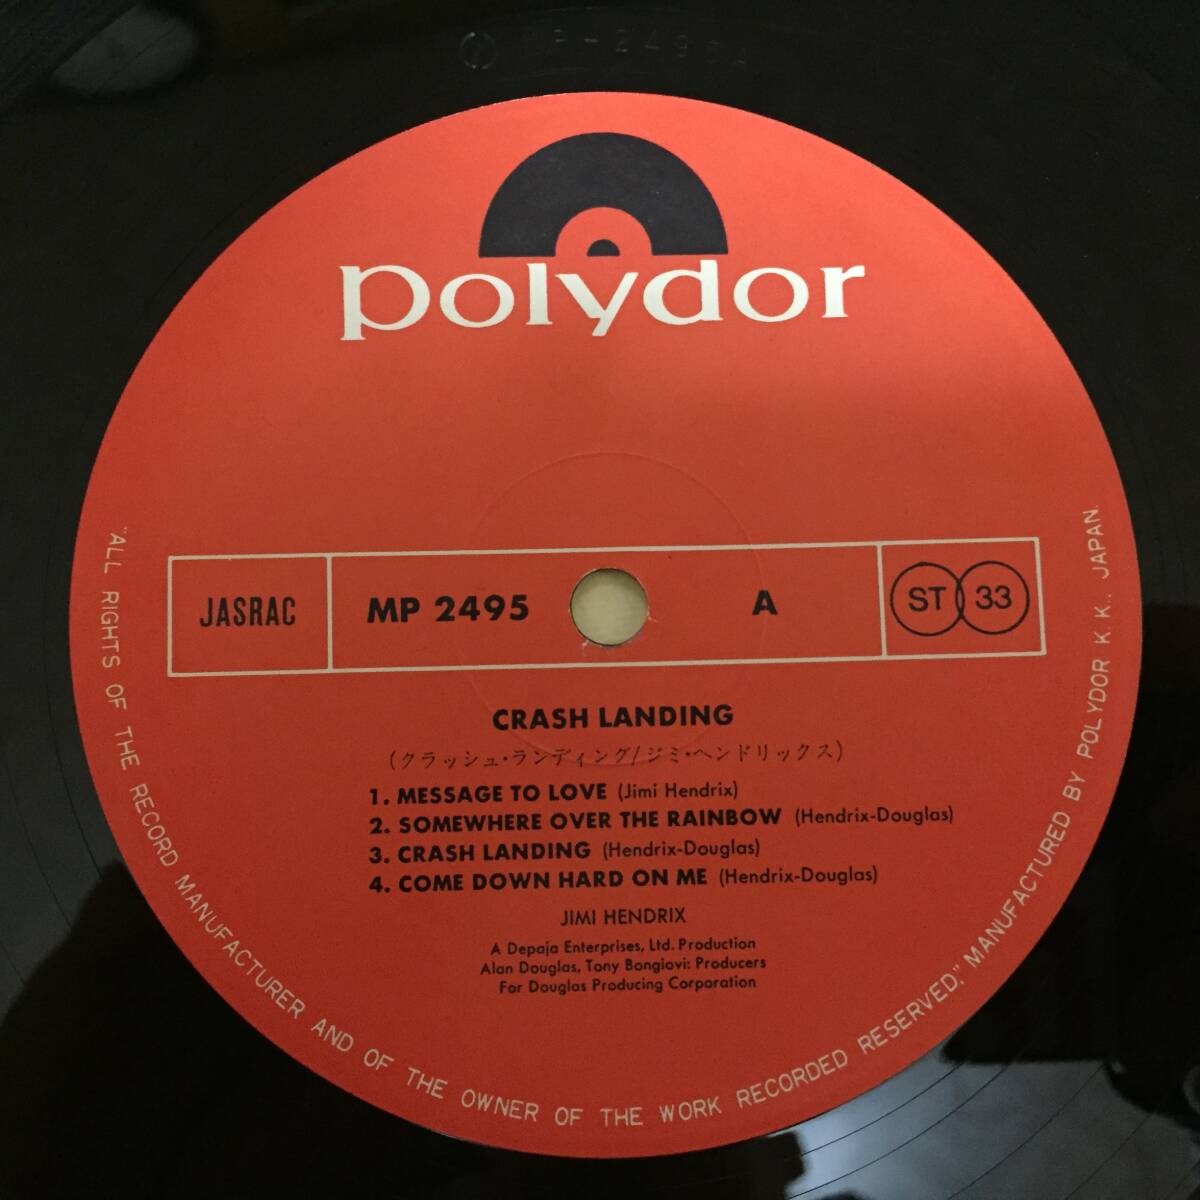 polydor
JASRAC
MP 2495
A
ST 33
CRASH LANDING
(クラッシュ・ランディング/ジミ・ヘンドリックス)
1. MESSAGE TO LOVE (Jimi Hendrix)
2. SOMEWHERE OVER THE RAINBOW (Hendrix-Douglas)
3. CRASH LANDING (Hendrix-Douglas)
4. COME DOWN HARD ON ME (Hendrix-Douglas)
JIMI HENDRIX
A Depaja Enterprises, Ltd. Production
Alan Douglas, Tony Bongiovi: Producers
For Douglas Producing Corporation
"ALL RIGHTS OF THE RECORD MANUFACTURER AND OF THE OWNER OF THE WORK RECORDED RESERVED," MANUFACTURED BY POLYDOR K. K., JAPAN.